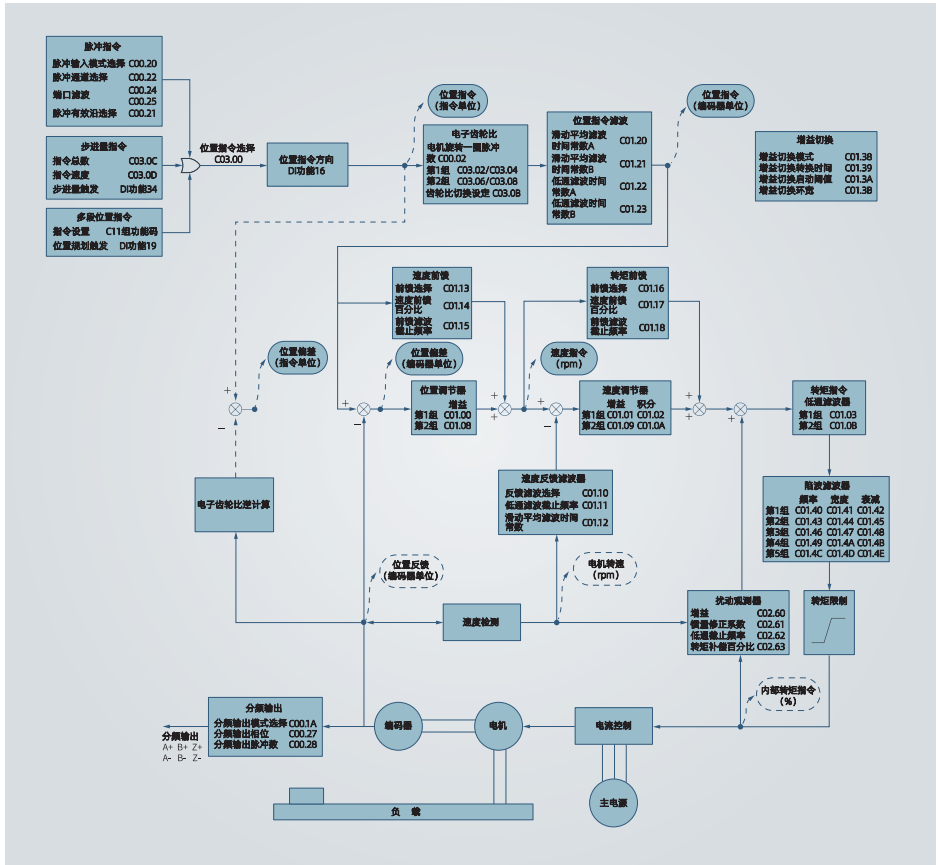 脉冲指令
脉冲输入模式选择 C00.20
脉冲通道选择 C00.22
端口滤波 C00.24
C00.25
脉冲有效沿选择 C00.21
步进量指令
指令总数 C03.0C
指令速度 C03.0D
步进量触发 DI功能34
多段位置指令
指令设置 C11组功能码
位置规划触发 DI功能19
位置指令选择
C03.00
位置指令方向
DI功能16
位置指令
(指令单位)
电子齿轮比
电机旋转一圈脉冲
数 C00.02
第1组 C03.02/C03.04
第2组 C03.06/C03.08
齿轮比切换设定 C03.0B
位置指令滤波
滑动平均滤波
时间常数A C01.20
滑动平均滤波
时间常数B C01.21
低通滤波时间
常数A C01.22
低通滤波时间
常数B C01.23
位置指令
(编码器单位)
增益切换
增益切换模式 C01.38
增益切换转换时间 C01.39
增益切换启动阈值 C01.3A
增益切换环宽 C01.3B
速度前馈
前馈选择 C01.13
速度前馈
百分比 C01.14
前馈滤波
截止频率 C01.15
转矩前馈
前馈选择 C01.16
速度前馈
百分比 C01.17
前馈滤波
截止频率 C01.18
位置偏差
(指令单位)
位置偏差
(编码器单位)
速度指令
(rpm)
+
−
+
−
位置调节器
增益
第1组 C01.00
第2组 C01.08
+
+
+
−
速度调节器
增益 积分
第1组 C01.01 C01.02
第2组 C01.09 C01.0A
+
+
+
+
转矩指令
低通滤波器
第1组 C01.03
第2组 C01.0B
电子齿轮比逆计算
速度反馈滤波器
反馈滤波选择 C01.10
低通滤波截止频率 C01.11
滑动平均滤波时间
常数 C01.12
陷波滤波器
频率 宽度 衰减
第1组 C01.40 C01.41 C01.42
第2组 C01.43 C01.44 C01.45
第3组 C01.46 C01.47 C01.48
第4组 C01.49 C01.4A C01.4B
第5组 C01.4C C01.4D C01.4E
位置反馈
(编码器单位)
电机转速
(rpm)
速度检测
扰动观测器
增益 C02.60
惯量修正系数 C02.61
低通截止频率 C02.62
转矩补偿百分比 C02.63
转矩限制
内部转矩指令
(%)
分频输出
分频输出模式选择 C00.1A
分频输出相位 C00.27
分频输出脉冲数 C00.28
分频输出
A+ B+ Z+
A- B- Z-
编码器
电机
电流控制
主电源
负 载